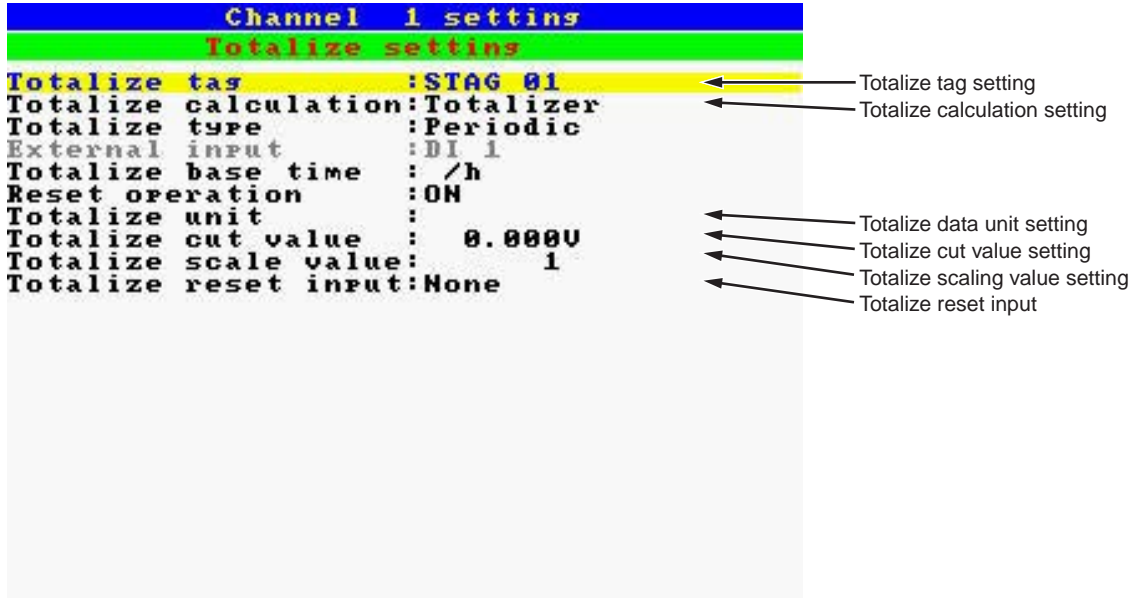 Channel 1 setting
Totalize setting
Totalize tag :STAG 01
Totalize calculation:Totalizer
Totalize type :Periodic
External input :DI 1
Totalize base time : /h
Reset operation :ON
Totalize unit :
Totalize cut value : 0.000V
Totalize scale value: 1
Totalize reset input:None
Totalize tag setting
Totalize calculation setting
Totalize data unit setting
Totalize cut value setting
Totalize scaling value setting
Totalize reset input